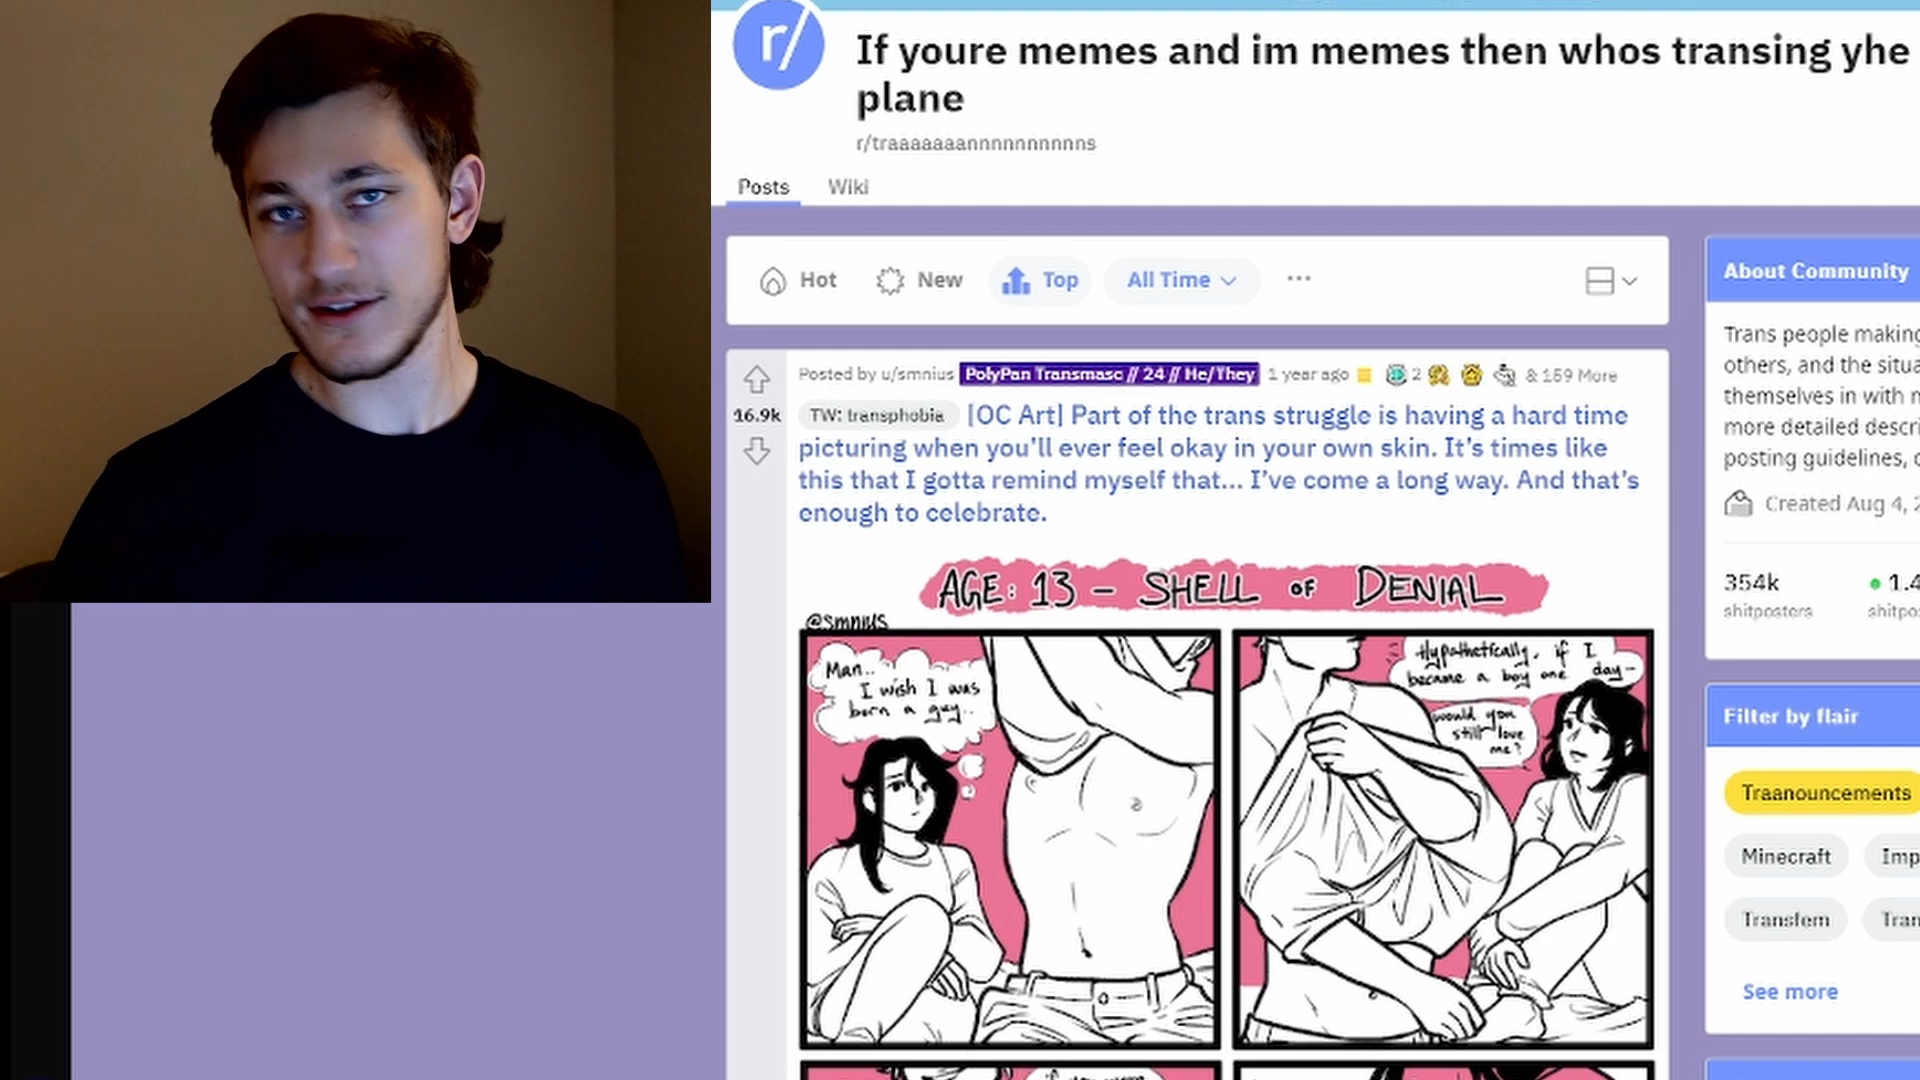 r/
If youre memes and im memes then whos transing yhe
plane
r/traaaaaaannnnnnnnnns
Posts Wiki
Hot New Top All Time
About Community
Trans people making
others, and the situa
themselves in with
more detailed descri
posting guidelines,
Created Aug 4, 2
354k 1.4
shitposters shitpo
Filter by flair
Traanouncements
Minecraft Imp
Transfem Tran
See more
Posted by u/smnius PolyPan Transmasc // 24 // He/They 1 year ago 2 & 159 More
16.9k
TW: transphobia [OC Art] Part of the trans struggle is having a hard time
picturing when you'll ever feel okay in your own skin. It's times like
this that I gotta remind myself that... I've come a long way. And that's
enough to celebrate.
AGE: 13 - SHELL OF DENIAL
@smnius
Man..
I wish I was
born a guy..
Hypathetically, if I
became a boy one day-
would you
still love
me?